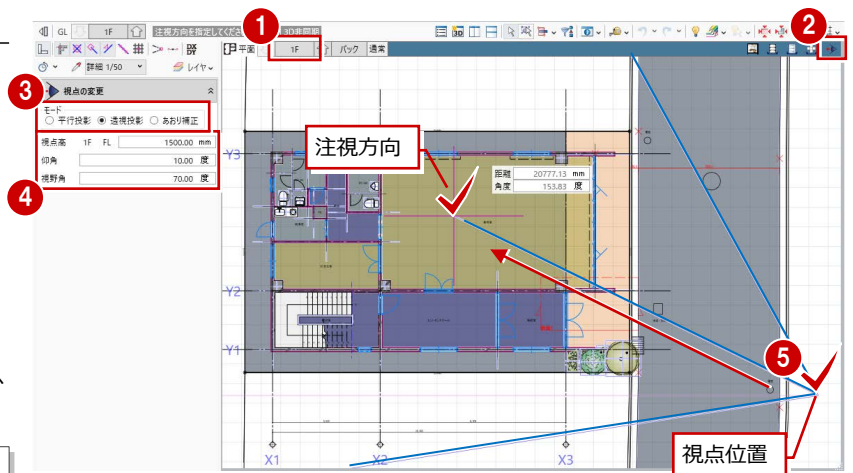 1
2
GL 1F 注視方向を指定してくだ 3D非同期
平面 1F バック 通常
詳細 1/50 レイヤ
3
視点の変更
モード
平行投影 透視投影 あおり補正
視点高 1F FL 1500.00 mm
仰角 10.00 度
視野角 70.00 度
4
注視方向
距離 20777.13 mm
角度 153.83 度
Y3
Y2
Y1
5
視点位置
X1 X2 X3